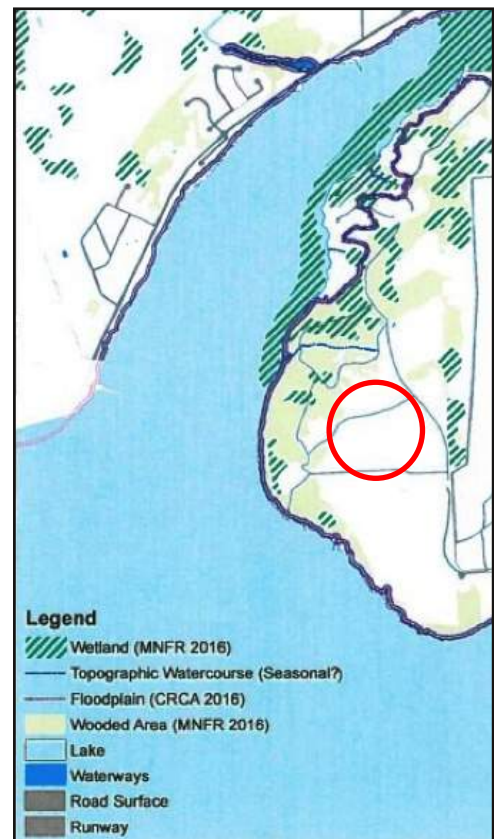 Legend
Wetland (MNFR 2016)
Topographic Watercourse (Seasonal?)
Floodplain (CRCA 2016)
Wooded Area (MNFR 2016)
Lake
Waterways
Road Surface
Runway